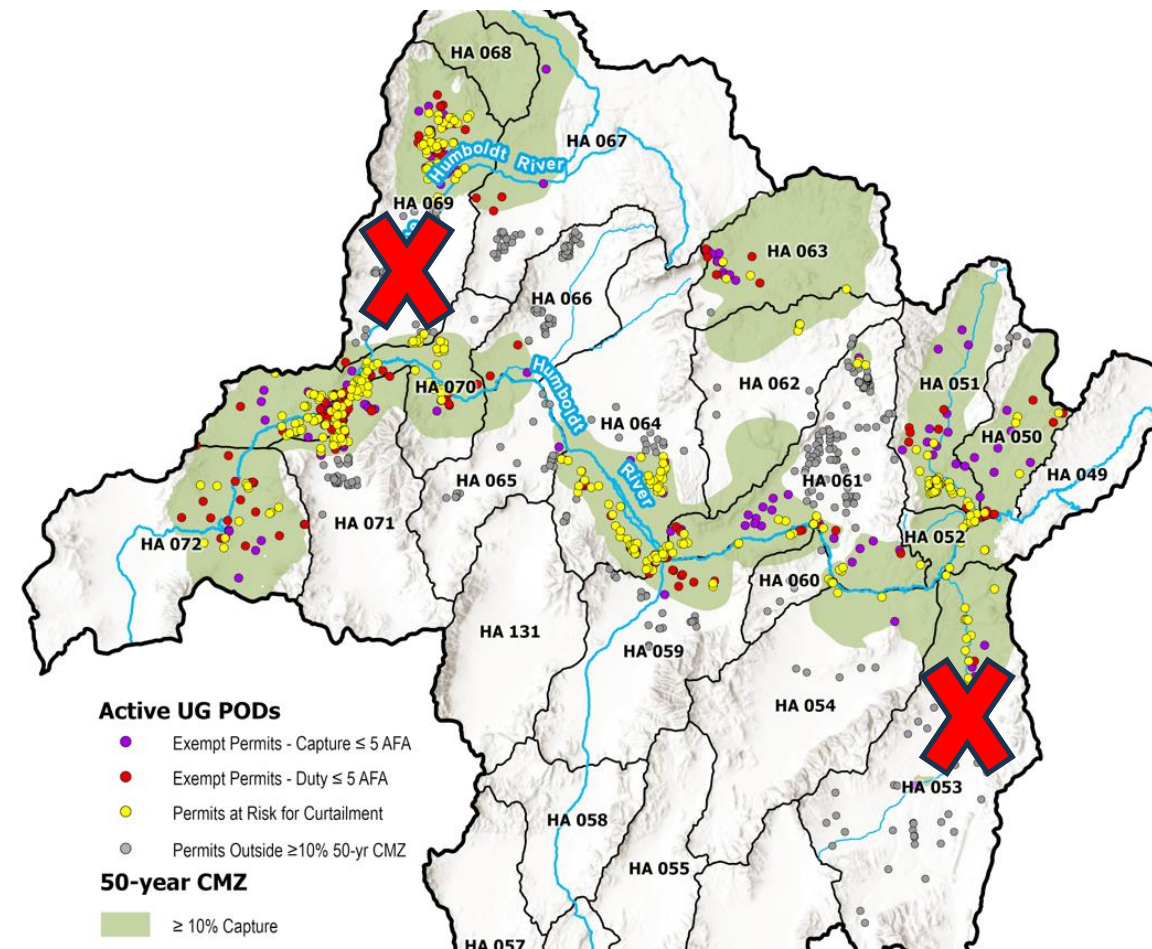 HA 068
HA 067
Humboldt River
HA 069
HA 063
HA 066
HA 070
HA 062
HA 051
Humboldt
HA 064
HA 050
River
HA 065
HA 061
HA 049
HA 071
HA 072
HA 052
HA 060
HA 131
HA 059
HA 054
HA 053
HA 058
HA 055
HA 057
Active UG PODs
Exempt Permits - Capture ≤ 5 AFA
Exempt Permits - Duty ≤ 5 AFA
Permits at Risk for Curtailment
Permits Outside ≥10% 50-yr CMZ
50-year CMZ
≥ 10% Capture